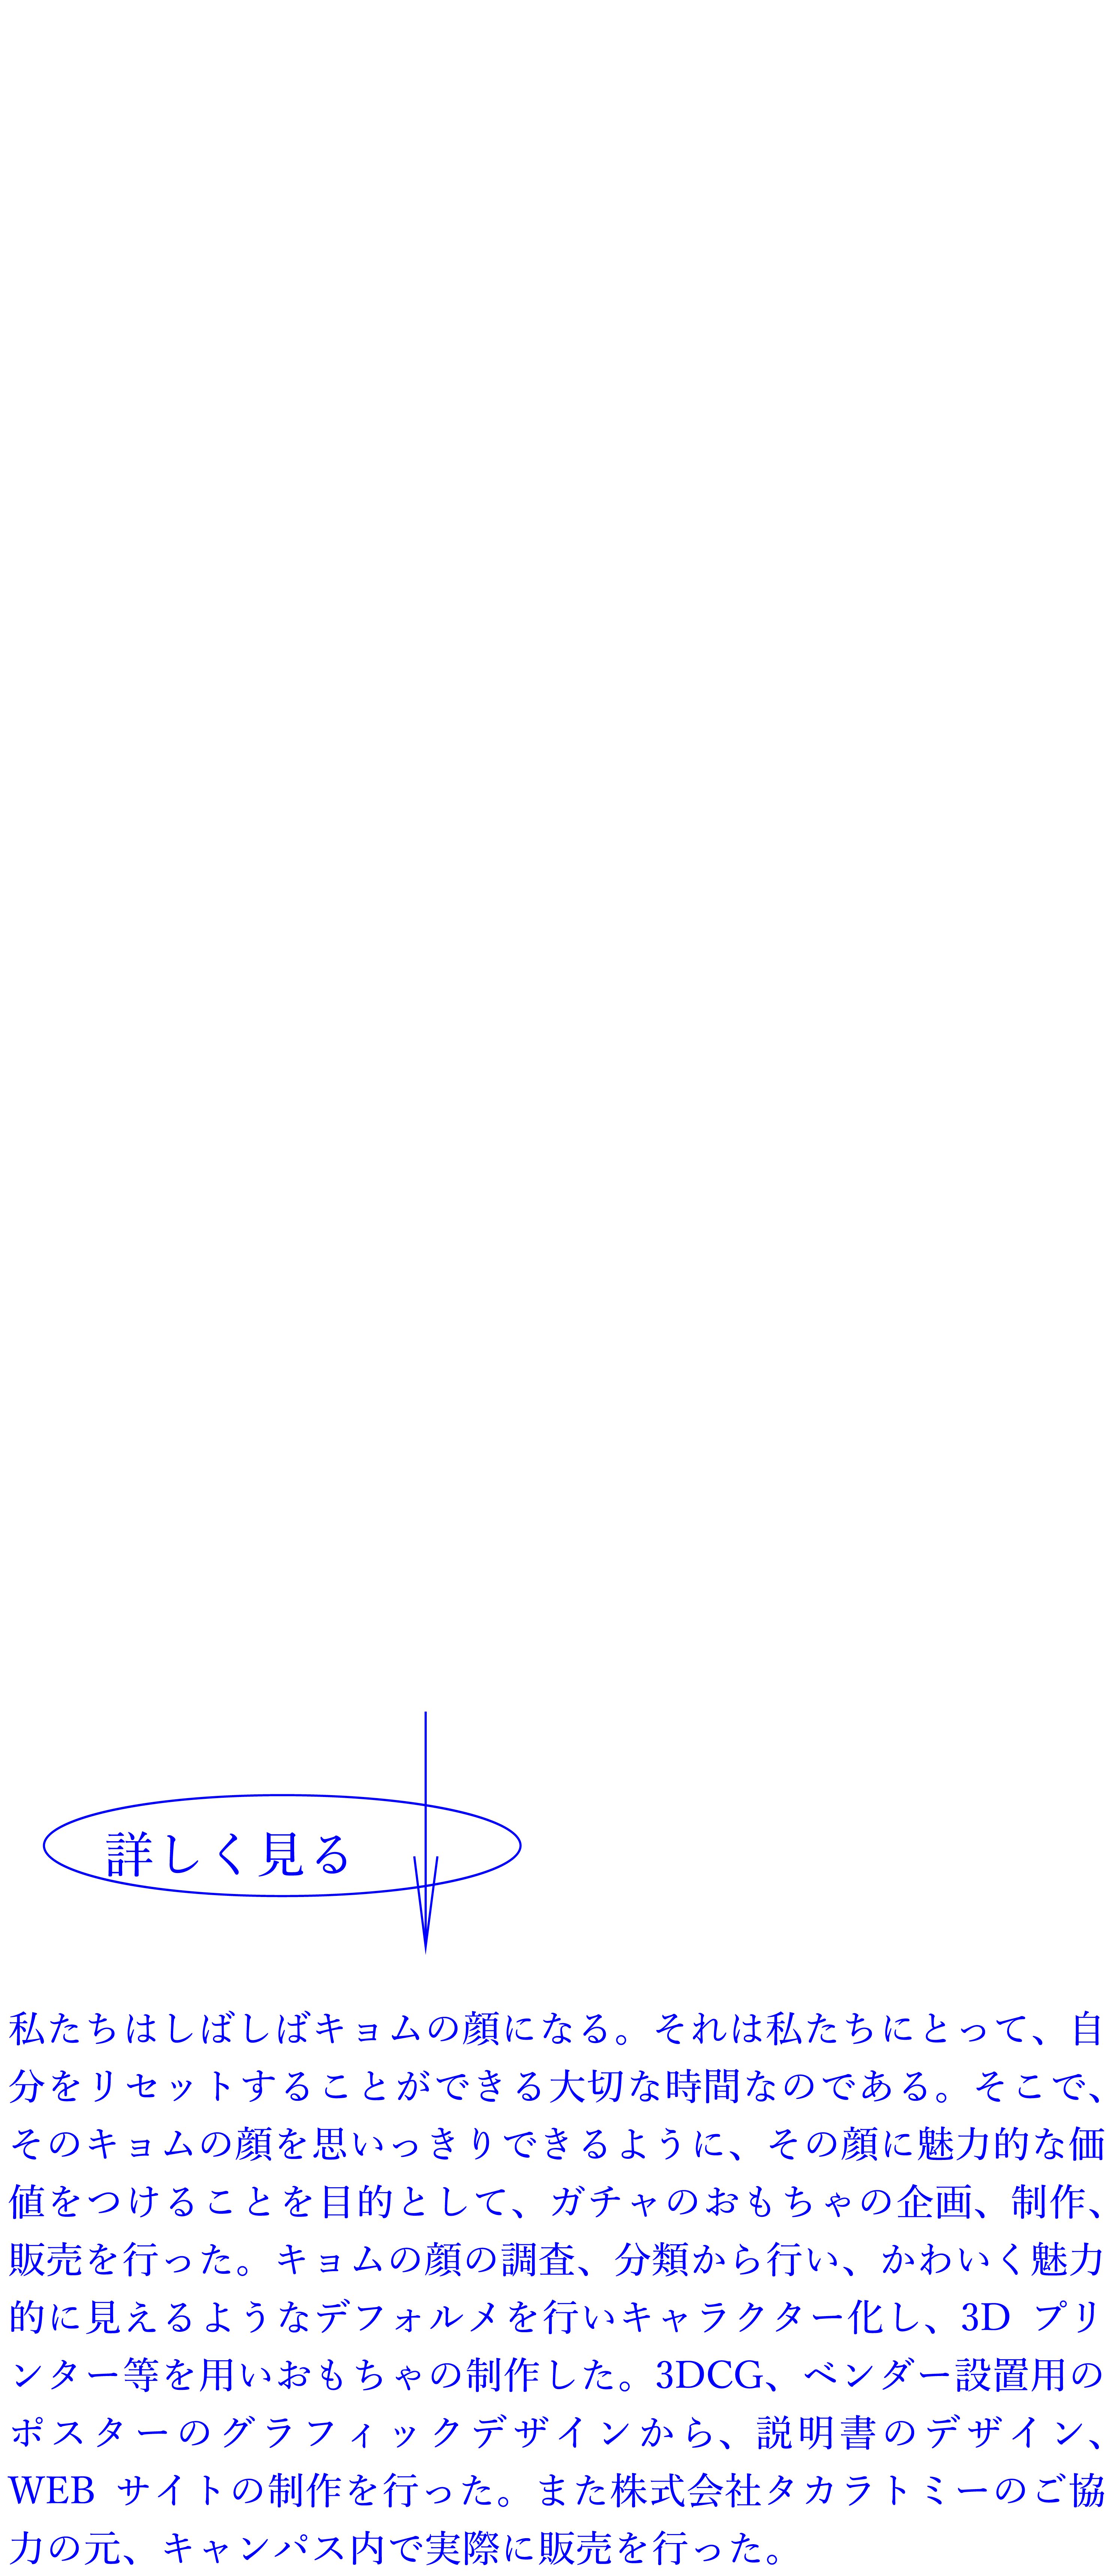 詳しく見る
私たちはしばしばキョムの顔になる。それは私たちにとって、自
分をリセットすることができる大切な時間なのである。そこで、
そのキョムの顔を思いっきりできるように、その顔に魅力的な価
値をつけることを目的として、ガチャのおもちゃの企画、制作、
販売を行った。キョムの顔の調査、分類から行い、かわいく魅力
的に見えるようなデフォルメを行いキャラクター化し、3D プリ
ンター等を用いおもちゃの制作した。3DCG、ベンダー設置用の
ポスターのグラフィックデザインから、説明書のデザイン、
WEB サイトの制作を行った。また株式会社タカラトミーのご協
力の元、キャンパス内で実際に販売を行った。